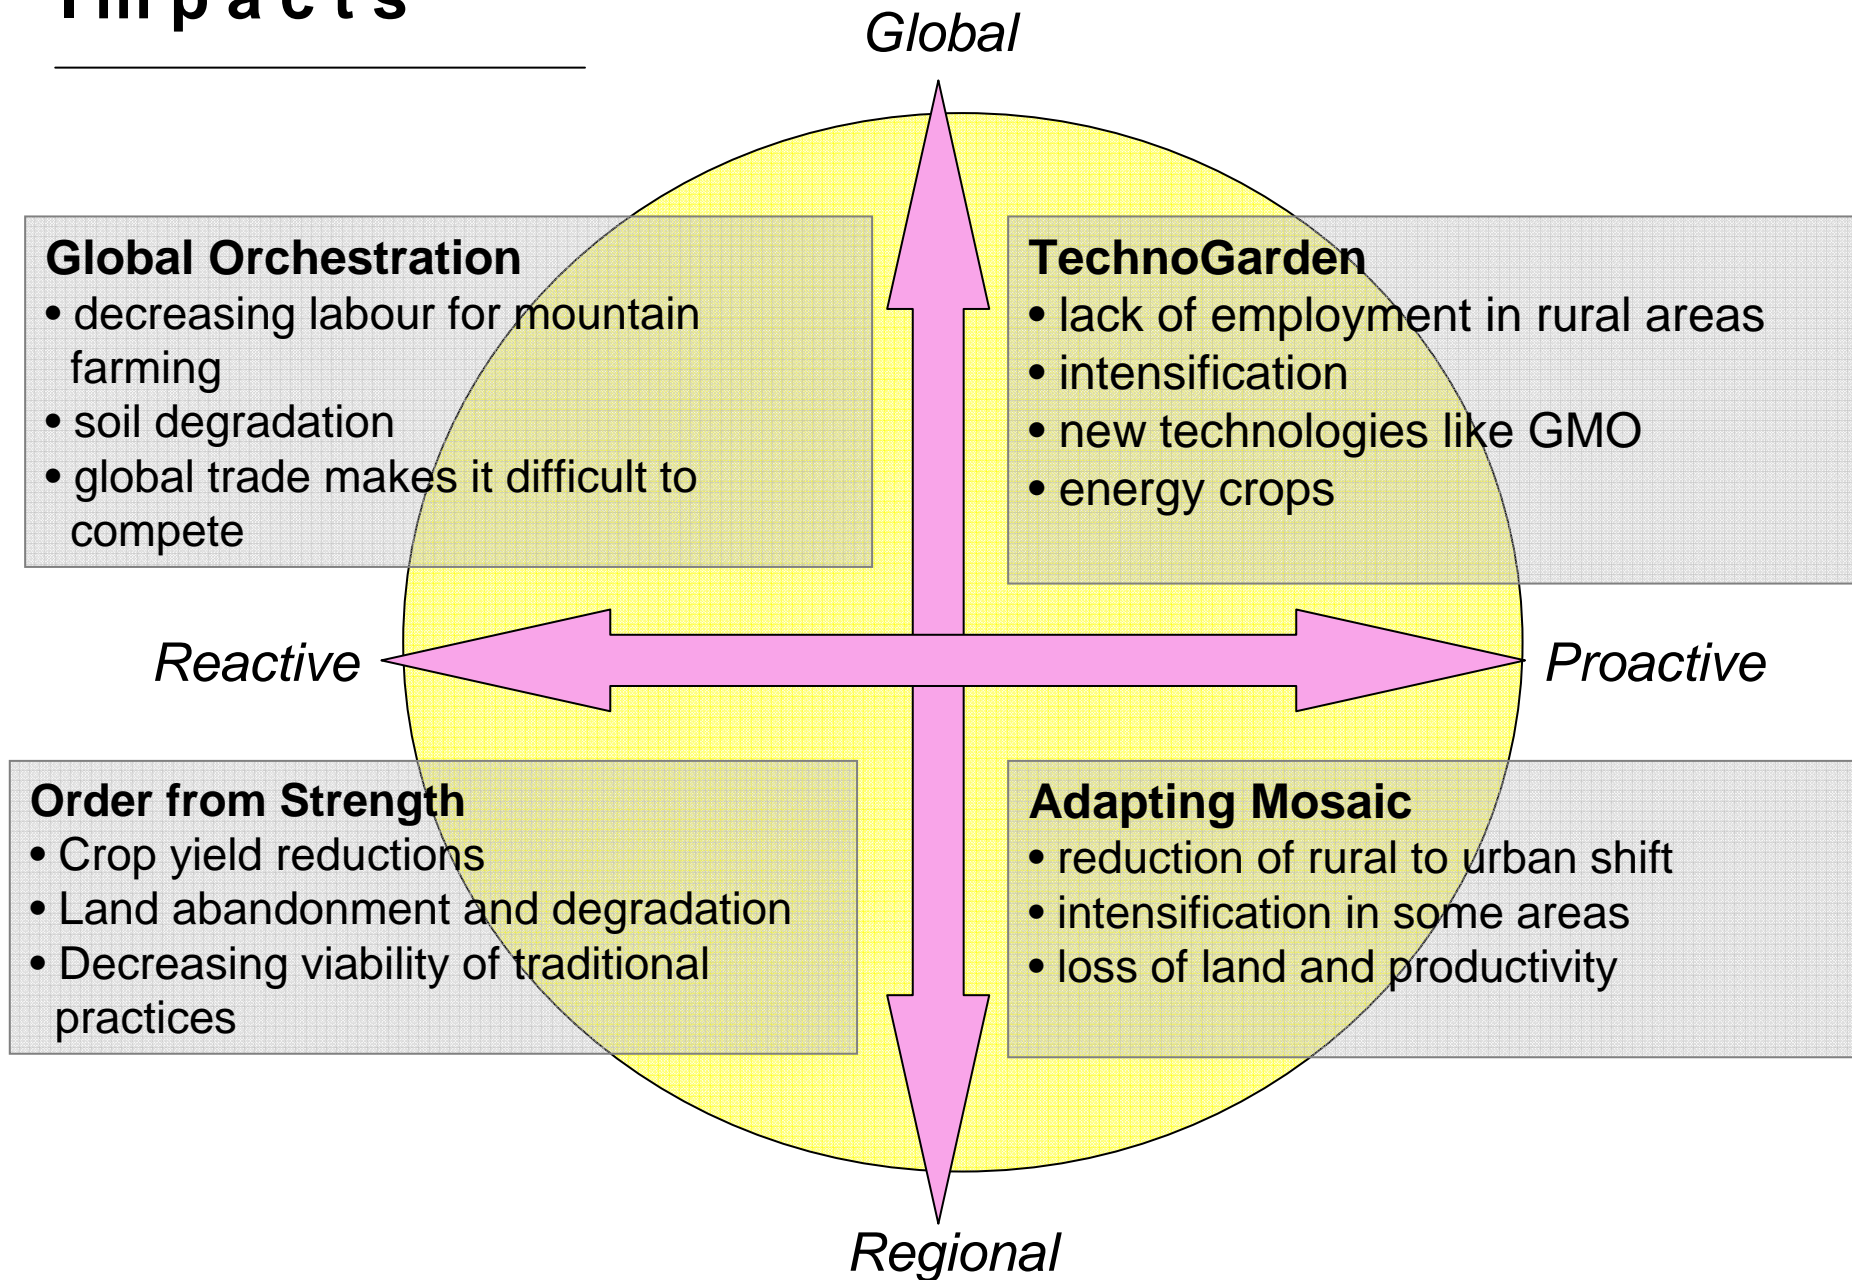 Impacts
Global
Global Orchestration
• decreasing labour for mountain
farming
• soil degradation
• global trade makes it difficult to
compete
TechnoGarden
• lack of employment in rural areas
• intensification
• new technologies like GMO
• energy crops
Reactive
Proactive
Order from Strength
• Crop yield reductions
• Land abandonment and degradation
• Decreasing viability of traditional
practices
Adapting Mosaic
• reduction of rural to urban shift
• intensification in some areas
• loss of land and productivity
Regional